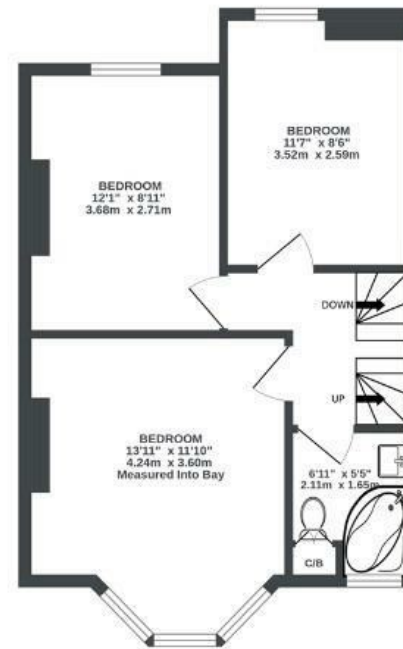 BEDROOM
11'7" x 8'6"
3.52m x 2.59m
BEDROOM
12'1" x 8'11"
3.68m x 2.71m
DOWN
UP
BEDROOM
13'11" x 11'10"
4.24m x 3.60m
Measured Into Bay
6'11" x 5'5"
2.11m x 1.65m
C/B